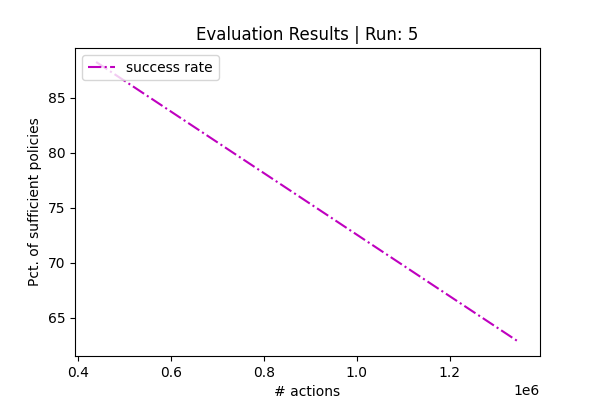 Evaluation Results | Run: 5
success rate
Pct. of sufficient policies
85
80
75
70
65
0.4 0.6 0.8 1.0 1.2
1e6
# actions